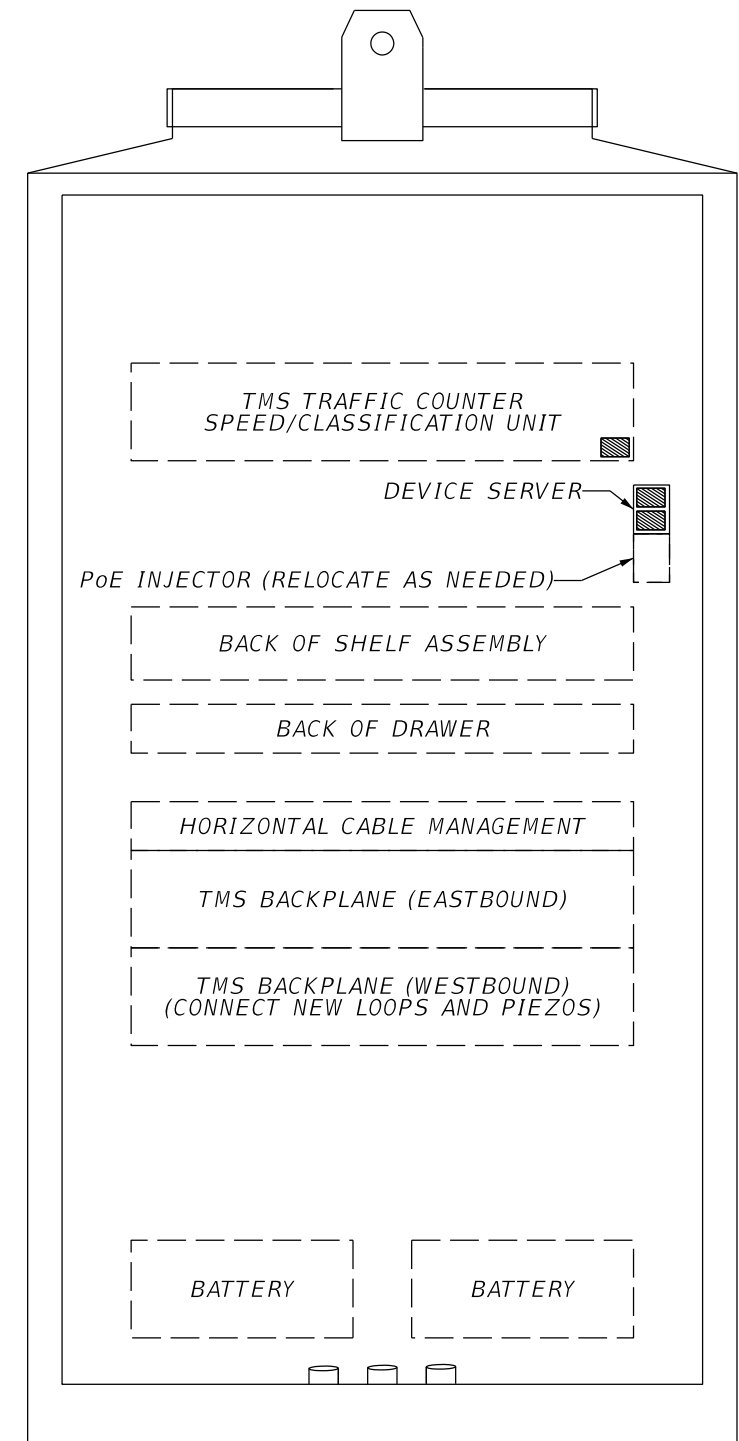 TMS TRAFFIC COUNTER
SPEED/CLASSIFICATION UNIT
DEVICE SERVER
PoE INJECTOR (RELOCATE AS NEEDED)
BACK OF SHELF ASSEMBLY
BACK OF DRAWER
HORIZONTAL CABLE MANAGEMENT
TMS BACKPLANE (EASTBOUND)
TMS BACKPLANE (WESTBOUND)
(CONNECT NEW LOOPS AND PIEZOS)
BATTERY
BATTERY